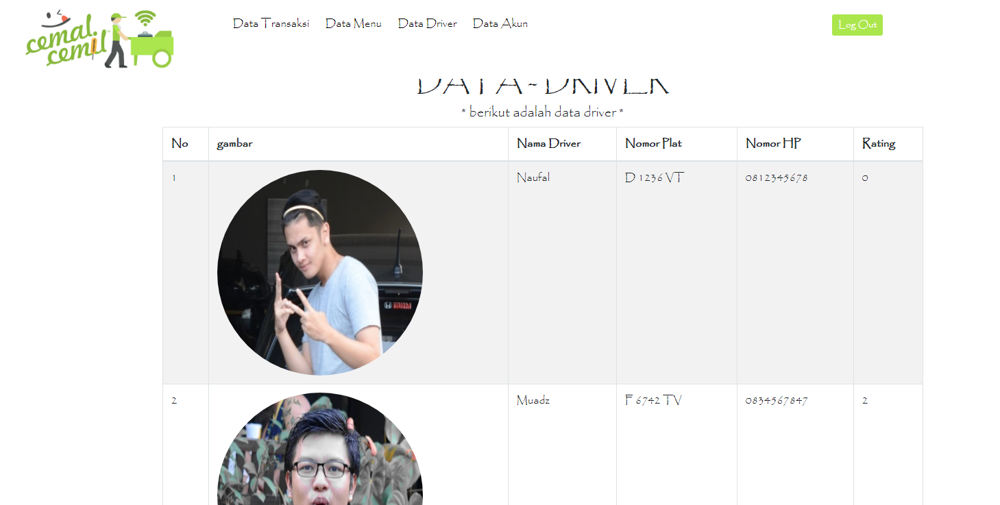 cemal.
cemil
Data Transaksi Data Menu Data Driver Data Akun Log Out
DATA-DRIVER
* berikut adalah data driver *
No gambar Nama Driver Nomor Plat Nomor HP Rating
1 Naufal D 1236 VT 0812345678 0
2 Muadz F 6742 TV 0834567847 2